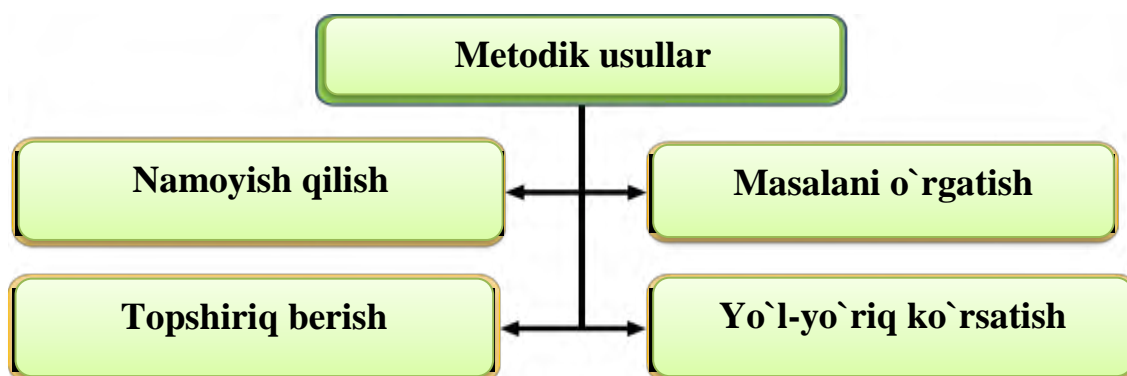 Metodik usullar
Namoyish qilish
Masalani o`rgatish
Topshiriq berish
Yo`l-yo`riq ko`rsatish